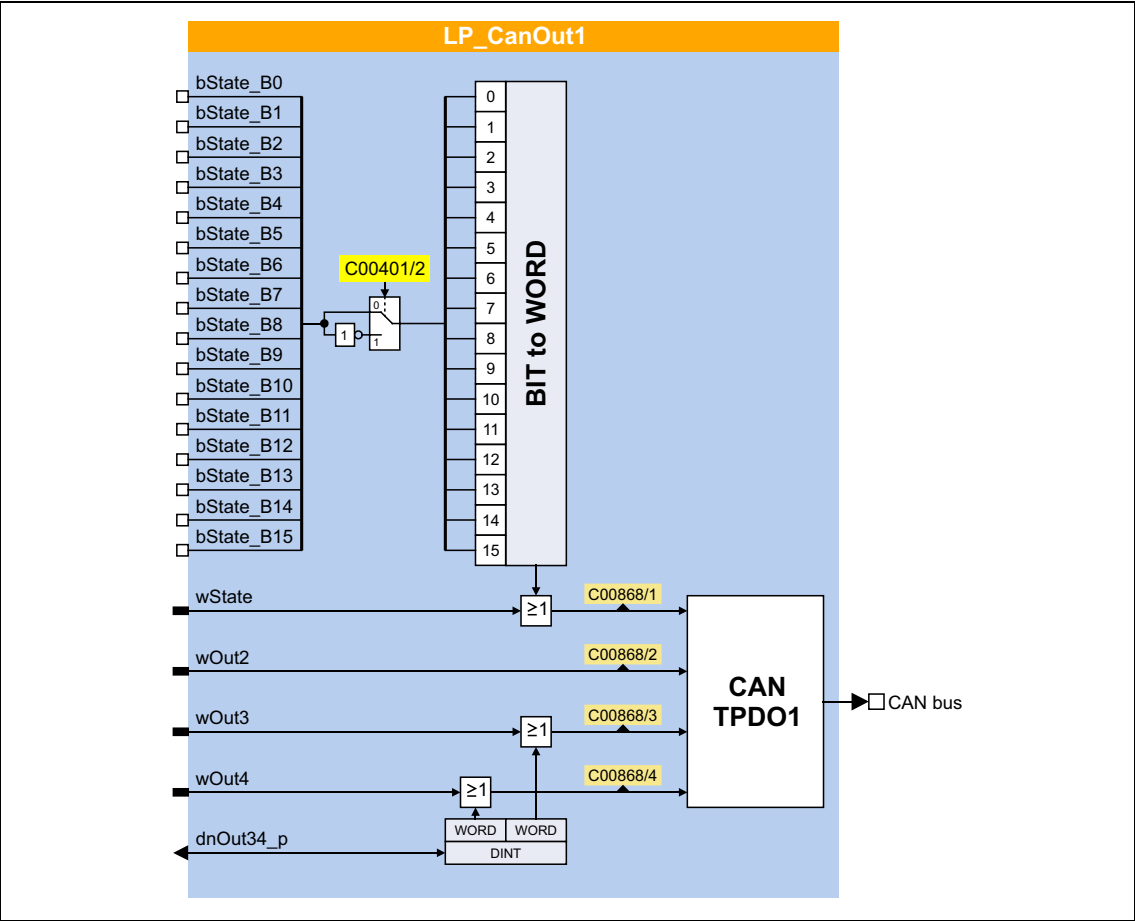 LP_CanOut1
bState_B0
bState_B1
bState_B2
bState_B3
bState_B4
bState_B5
bState_B6
bState_B7
bState_B8
bState_B9
bState_B10
bState_B11
bState_B12
bState_B13
bState_B14
bState_B15
C00401/2
0
1
1
0
1
2
3
4
5
6
7
8
9
10
11
12
13
14
15
BIT to WORD
wState
≥1
C00868/1
wOut2
C00868/2
wOut3
≥1
C00868/3
wOut4
≥1
C00868/4
dnOut34_p
WORD WORD
DINT
CAN
TPDO1
CAN bus